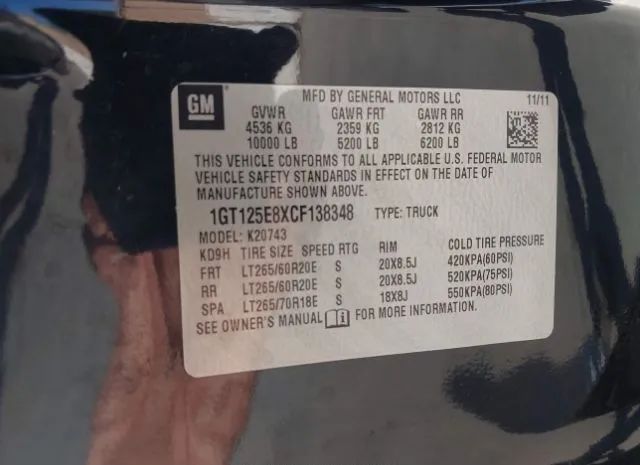 GM
MFD BY GENERAL MOTORS LLC 11/11
GVWR GAWR FRT GAWR RR
4536 KG 2359 KG 2812 KG
10000 LB 5200 LB 6200 LB
THIS VEHICLE CONFORMS TO ALL APPLICABLE U.S. FEDERAL MOTOR
VEHICLE SAFETY STANDARDS IN EFFECT ON THE DATE OF
MANUFACTURE SHOWN ABOVE.
1GT125E8XCF138348 TYPE: TRUCK
MODEL: K20743
KD9H TIRE SIZE SPEED RTG RIM COLD TIRE PRESSURE
FRT LT265/60R20E S 20X8.5J 420KPA(60PSI)
RR LT265/60R20E S 20X8.5J 520KPA(75PSI)
SPA LT265/70R18E S 18X8J 550KPA(80PSI)
SEE OWNER'S MANUAL i FOR MORE INFORMATION.